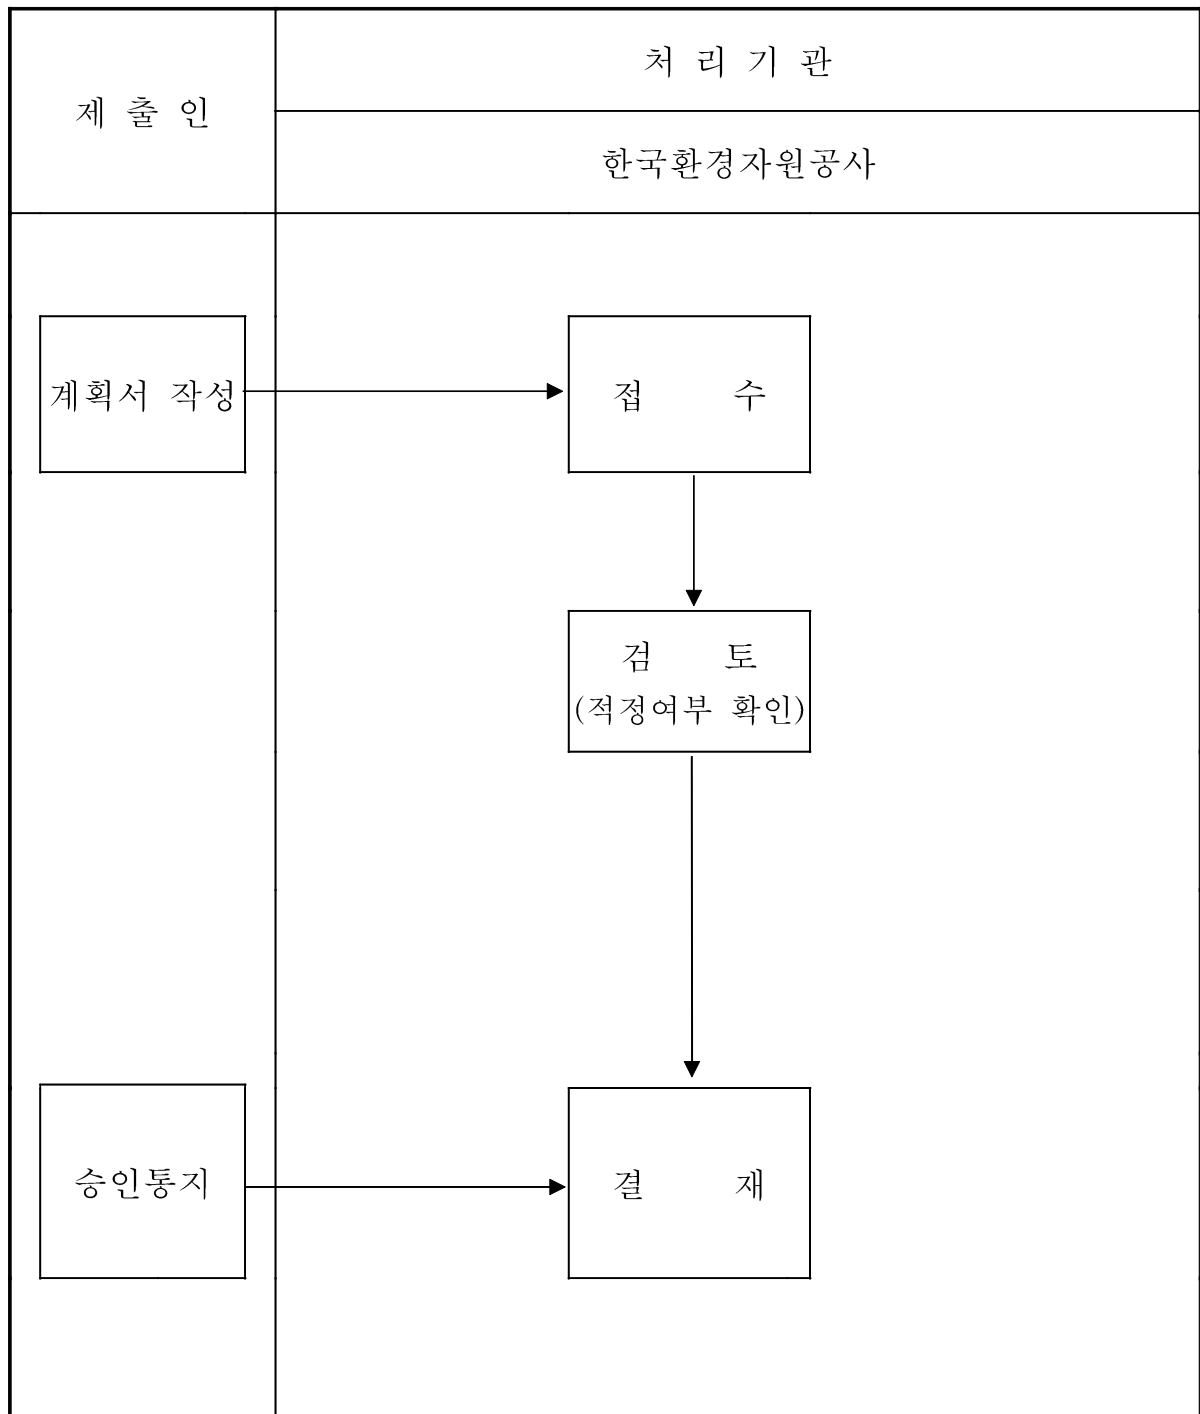 제 출 인
처 리 기 관
한국환경자원공사
계획서 작성
접 수
검 토
(적정여부 확인)
승인통지
결 재